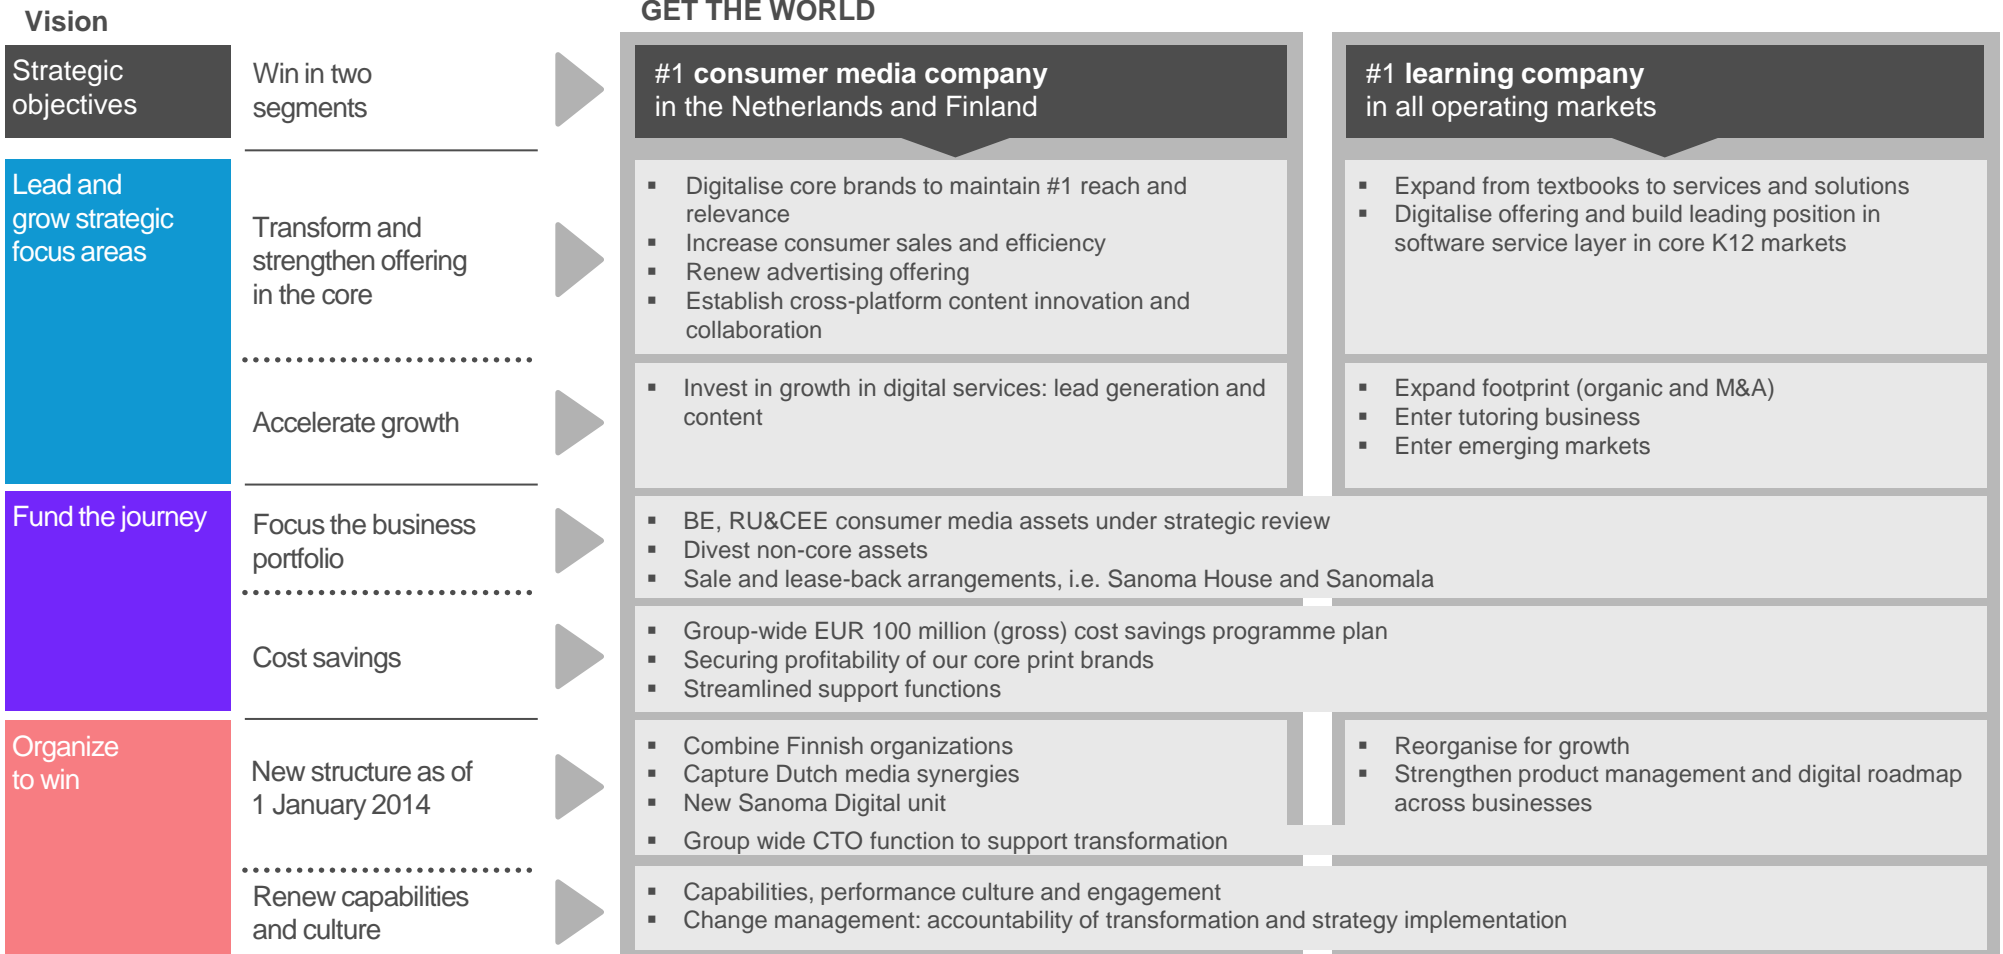 Vision
GET THE WORLD
Strategic
objectives
Win in two
segments
#1 consumer media company
in the Netherlands and Finland
#1 learning company
in all operating markets
Lead and
grow strategic
focus areas
Transform and
strengthen offering
in the core
▪ Digitalise core brands to maintain #1 reach and
relevance
▪ Increase consumer sales and efficiency
▪ Renew advertising offering
▪ Establish cross-platform content innovation and
collaboration
▪ Expand from textbooks to services and solutions
▪ Digitalise offering and build leading position in
software service layer in core K12 markets
Accelerate growth
▪ Invest in growth in digital services: lead generation and
content
▪ Expand footprint (organic and M&A)
▪ Enter tutoring business
▪ Enter emerging markets
Fund the journey
Focus the business
portfolio
▪ BE, RU&CEE consumer media assets under strategic review
▪ Divest non-core assets
▪ Sale and lease-back arrangements, i.e. Sanoma House and Sanomala
Cost savings
▪ Group-wide EUR 100 million (gross) cost savings programme plan
▪ Securing profitability of our core print brands
▪ Streamlined support functions
Organize
to win
New structure as of
1 January 2014
▪ Combine Finnish organizations
▪ Capture Dutch media synergies
▪ New Sanoma Digital unit
▪ Reorganise for growth
▪ Strengthen product management and digital roadmap
across businesses
▪ Group wide CTO function to support transformation
Renew capabilities
and culture
▪ Capabilities, performance culture and engagement
▪ Change management: accountability of transformation and strategy implementation